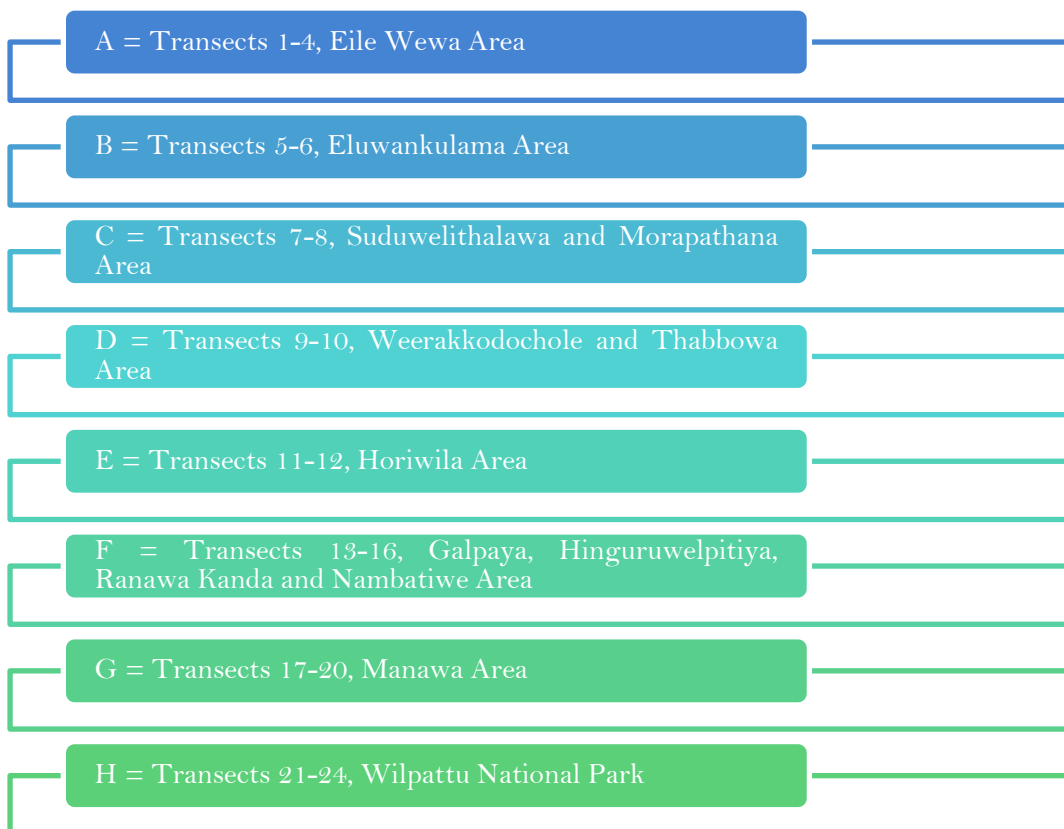 A = Transects 1-4, Eile Wewa Area
B = Transects 5-6, Eluwankulama Area
C = Transects 7-8, Suduwelithalawa and Morapathana
Area
D = Transects 9-10, Weerakkodochole and Thabbowa
Area
E = Transects 11-12, Horiwila Area
F = Transects 13-16, Galpaya, Hinguruwelpitiya,
Ranawa Kanda and Nambatiwe Area
G = Transects 17-20, Manawa Area
H = Transects 21-24, Wilpattu National Park